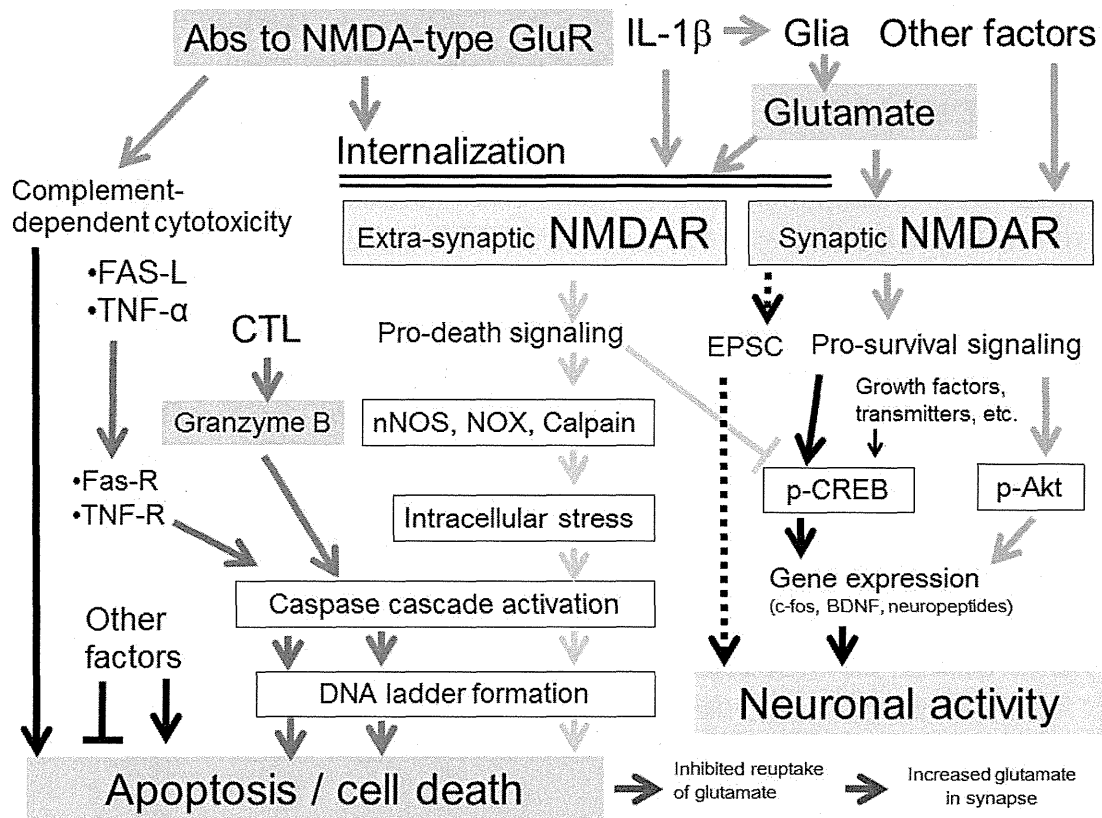 Abs to NMDA-type GluR
IL-1β
Glia
Other factors
Glutamate
Internalization
Complement-
dependent cytotoxicity
Extra-synaptic NMDAR
Synaptic NMDAR
•FAS-L
•TNF-α
CTL
Pro-death signaling
EPSC
Pro-survival signaling
Growth factors,
transmitters, etc.
Granzyme B
nNOS, NOX, Calpain
•Fas-R
•TNF-R
p-CREB
p-Akt
Intracellular stress
Gene expression
(c-fos, BDNF, neuropeptides)
Caspase cascade activation
Other
factors
DNA ladder formation
Neuronal activity
Apoptosis / cell death
Inhibited reuptake
of glutamate
Increased glutamate
in synapse